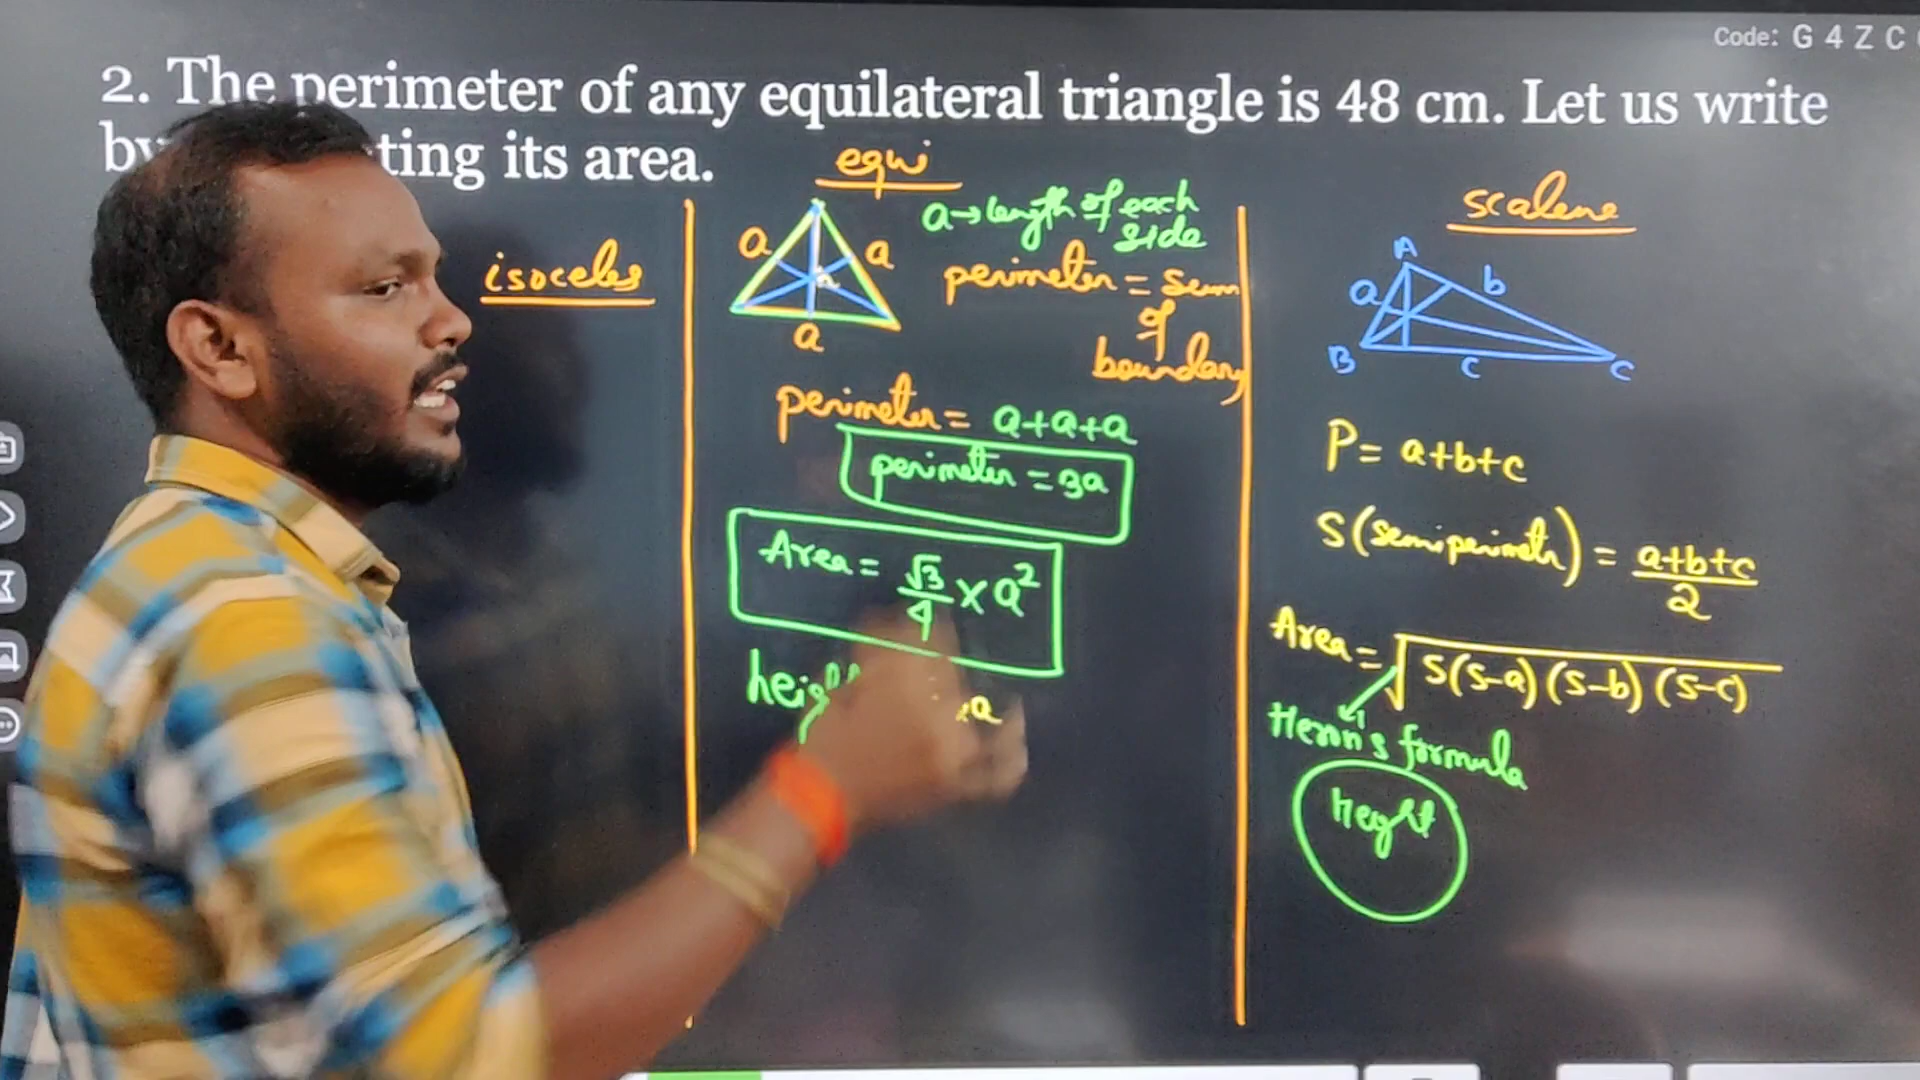 Code: G 4 Z C
2. The perimeter of any equilateral triangle is 48 cm. Let us write
ting its area.
isoceles
equi
a→length of each
side
a
a
a
perimeter = Sum
of
boundary
perimeter = a+a+a
perimeter = 3a
Area = √3/4 × a²
a
scalene
A
a
b
B
c
C
P = a+b+c
S(semiperimetr) = a+b+c/2
Area = √S(s-a)(s-b)(s-c)
Heron's formula
height